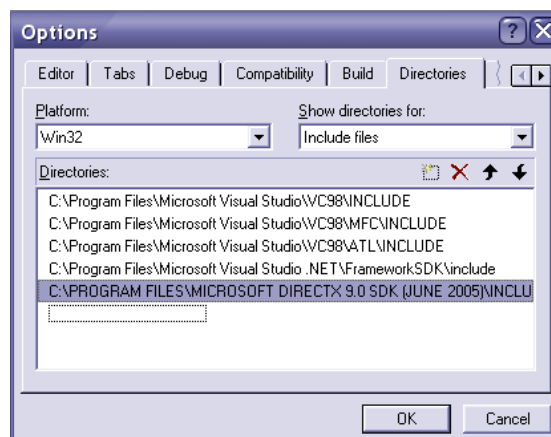 Options
Editor Tabs Debug Compatibility Build Directories
Platform: Show directories for:
Win32 Include files
Directories:
C:\Program Files\Microsoft Visual Studio\VC98\INCLUDE
C:\Program Files\Microsoft Visual Studio\VC98\MFC\INCLUDE
C:\Program Files\Microsoft Visual Studio\VC98\ATL\INCLUDE
C:\Program Files\Microsoft Visual Studio .NET\FrameworkSDK\include
C:\PROGRAM FILES\MICROSOFT DIRECTX 9.0 SDK (JUNE 2005)\INCLU
OK Cancel